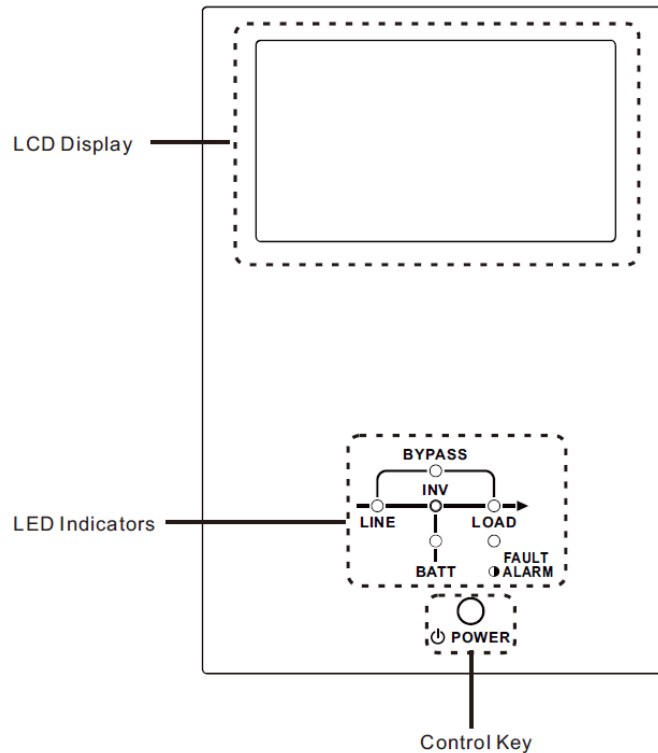 LCD Display
BYPASS
INV
LED Indicators
LINE
LOAD
BATT
FAULT
ALARM
POWER
Control Key